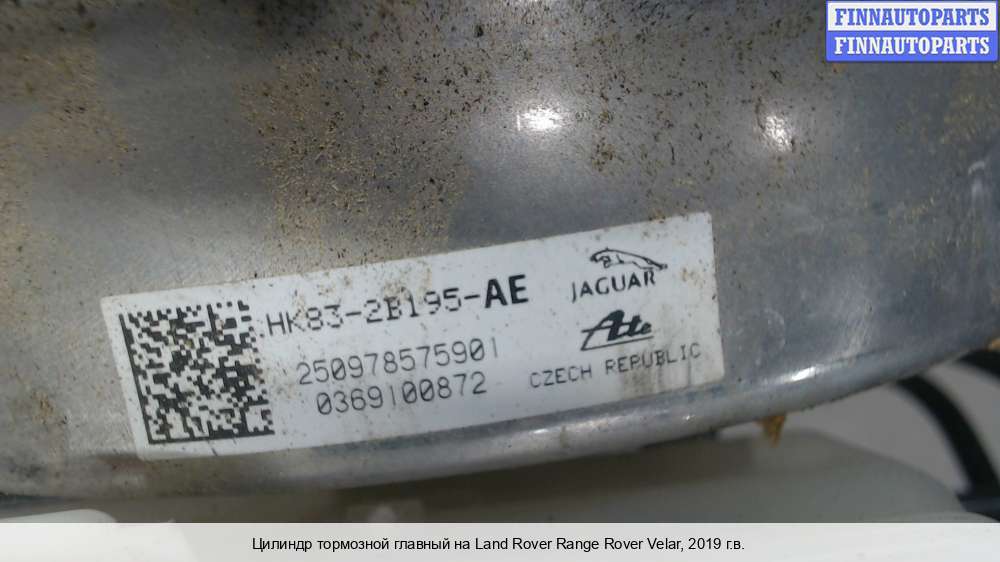 FINNAUTOPARTS
FINNAUTOPARTS
HK83-2B195-AE
JAGUAR
250978575901
Ate
0369100872
CZECH REPUBLIC
Цилиндр тормозной главный на Land Rover Range Rover Velar, 2019 г.в.